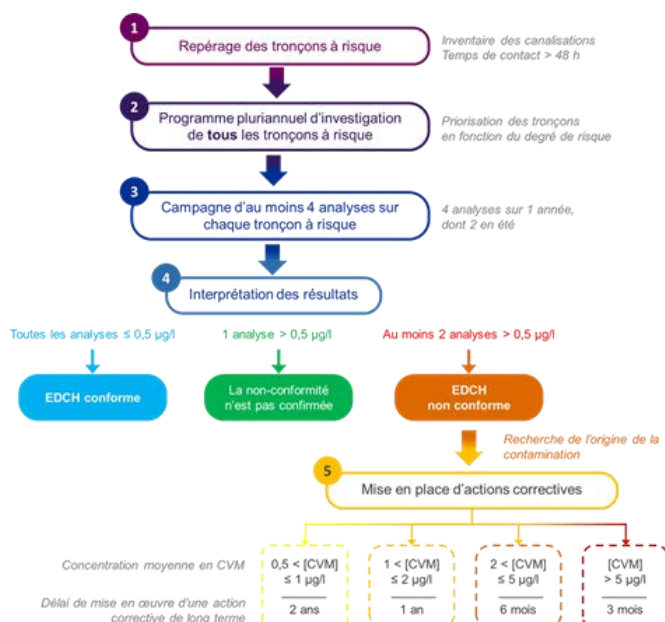 1
Repérage des tronçons à risque
Inventaire des canalisations
Temps de contact > 48 h
2
Programme pluriannuel d'investigation
de tous les tronçons à risque
Priorisation des tronçons
en fonction du degré de risque
3
Campagne d'au moins 4 analyses sur
chaque tronçon à risque
4 analyses sur 1 année,
dont 2 en été
4
Interprétation des résultats
Toutes les analyses ≤ 0,5 µg/l
1 analyse > 0,5 µg/l
Au moins 2 analyses > 0,5 µg/l
EDCH conforme
La non-conformité
n'est pas confirmée
EDCH
non conforme
Recherche de l'origine de la
contamination
5
Mise en place d'actions correctives
Concentration moyenne en CVM
0,5 < [CVM]
≤ 1 µg/l
1 < [CVM]
≤ 2 µg/l
2 < [CVM]
≤ 5 µg/l
[CVM]
> 5 µg/l
Délai de mise en œuvre d'une action
corrective de long terme
2 ans
1 an
6 mois
3 mois